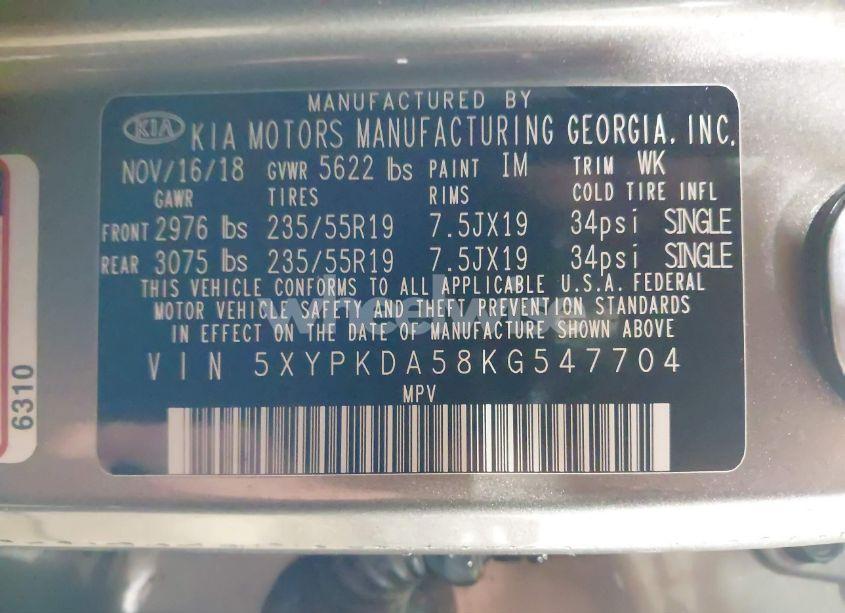 MANUFACTURED BY
KIA KIA MOTORS MANUFACTURING GEORGIA, INC.
NOV/16/18 GVWR 5622 lbs PAINT IM TRIM WK
GAWR TIRES RIMS COLD TIRE INFL
FRONT 2976 lbs 235/55R19 7.5JX19 34psi SINGLE
REAR 3075 lbs 235/55R19 7.5JX19 34psi SINGLE
THIS VEHICLE CONFORMS TO ALL APPLICABLE U.S.A. FEDERAL
MOTOR VEHICLE SAFETY AND THEFT PREVENTION STANDARDS
IN EFFECT ON THE DATE OF MANUFACTURE SHOWN ABOVE
VIN 5XYPKDA58KG547704
MPV
6310